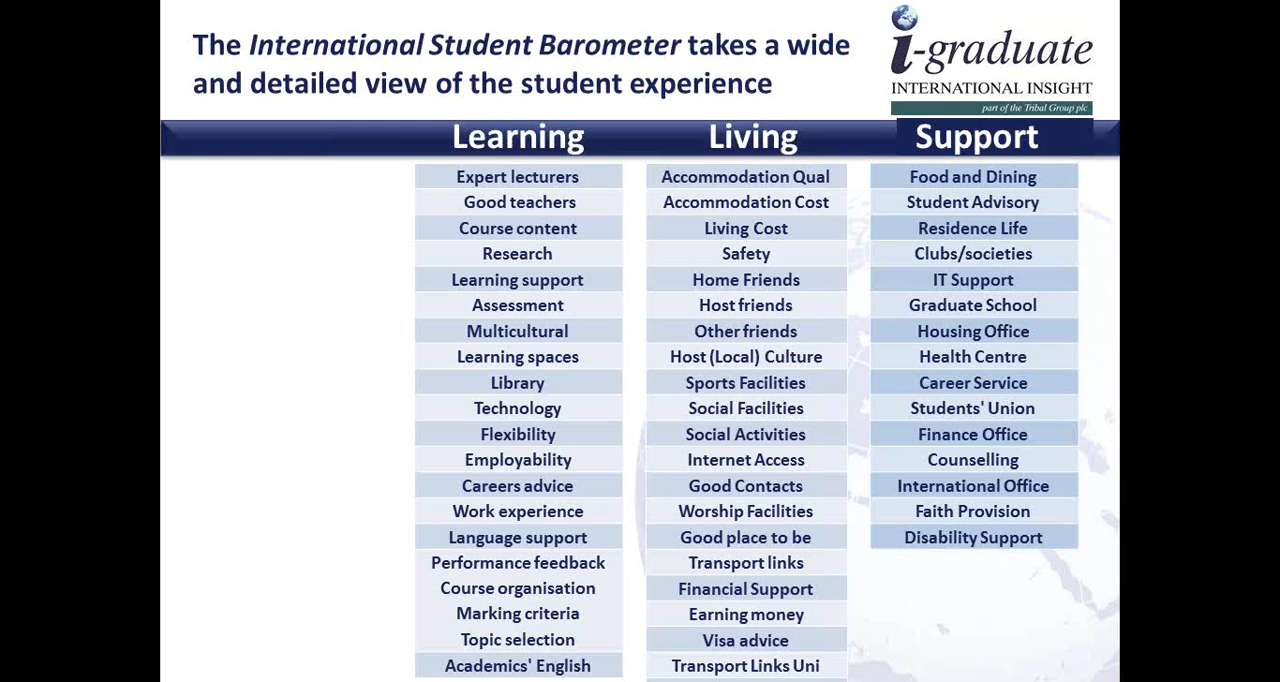 The International Student Barometer takes a wide
and detailed view of the student experience
i-graduate
INTERNATIONAL INSIGHT
part of the Tribal Group plc
Learning
Living
Support
Expert lecturers
Good teachers
Course content
Research
Learning support
Assessment
Multicultural
Learning spaces
Library
Technology
Flexibility
Employability
Careers advice
Work experience
Language support
Performance feedback
Course organisation
Marking criteria
Topic selection
Academics' English
Accommodation Qual
Accommodation Cost
Living Cost
Safety
Home Friends
Host friends
Other friends
Host (Local) Culture
Sports Facilities
Social Facilities
Social Activities
Internet Access
Good Contacts
Worship Facilities
Good place to be
Transport links
Financial Support
Earning money
Visa advice
Transport Links Uni
Food and Dining
Student Advisory
Residence Life
Clubs/societies
IT Support
Graduate School
Housing Office
Health Centre
Career Service
Students' Union
Finance Office
Counselling
International Office
Faith Provision
Disability Support